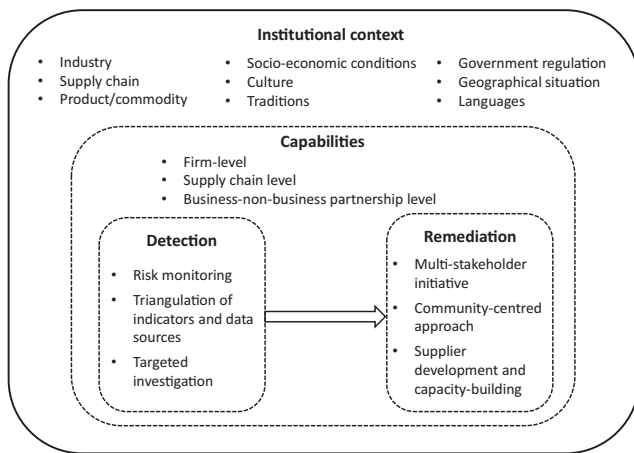 Institutional context
• Industry
• Supply chain
• Product/commodity
• Socio-economic conditions
• Culture
• Traditions
• Government regulation
• Geographical situation
• Languages
Capabilities
• Firm-level
• Supply chain level
• Business-non-business partnership level
Detection
• Risk monitoring
• Triangulation of
indicators and data
sources
• Targeted
investigation
Remediation
• Multi-stakeholder
initiative
• Community-centred
approach
• Supplier
development and
capacity-building